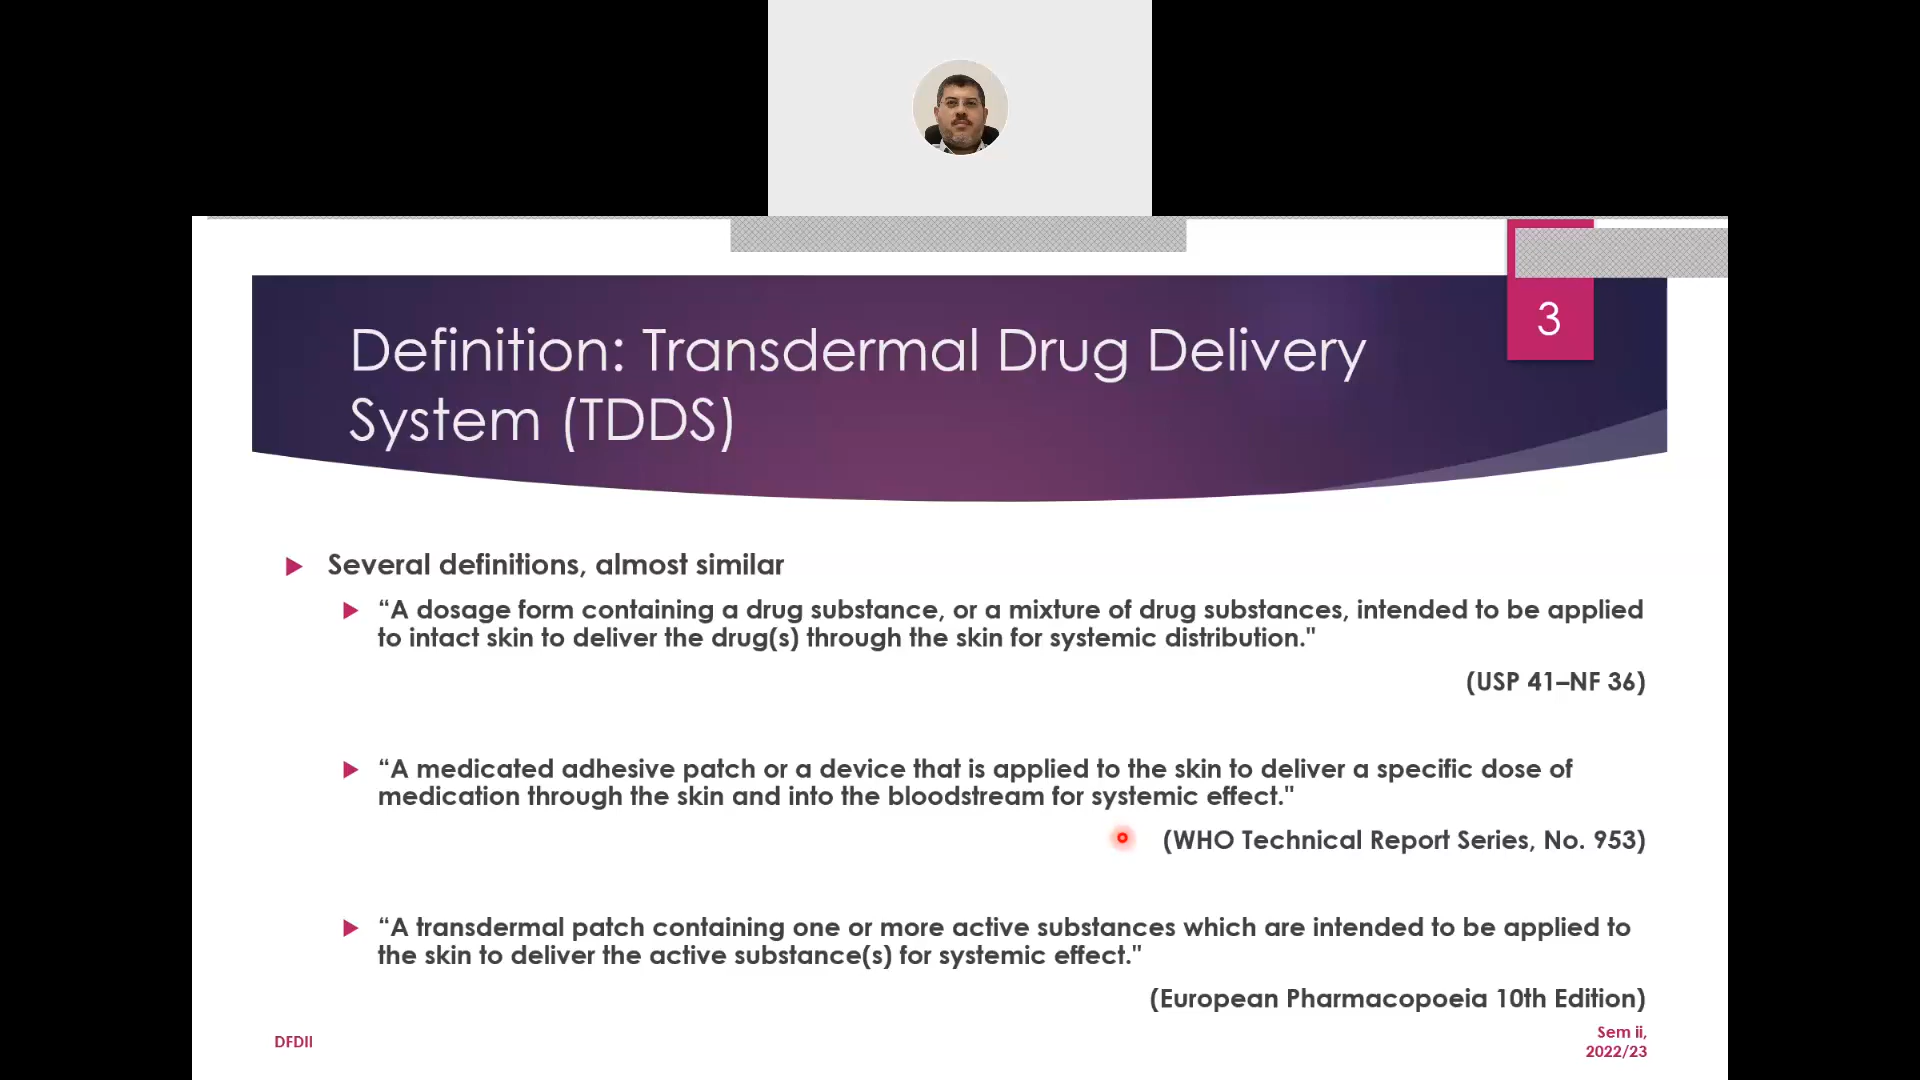 3
Definition: Transdermal Drug Delivery
System (TDDS)
Several definitions, almost similar
“A dosage form containing a drug substance, or a mixture of drug substances, intended to be applied
to intact skin to deliver the drug(s) through the skin for systemic distribution."
(USP 41–NF 36)
“A medicated adhesive patch or a device that is applied to the skin to deliver a specific dose of
medication through the skin and into the bloodstream for systemic effect."
(WHO Technical Report Series, No. 953)
“A transdermal patch containing one or more active substances which are intended to be applied to
the skin to deliver the active substance(s) for systemic effect."
(European Pharmacopoeia 10th Edition)
DFDII
Sem ii,
2022/23